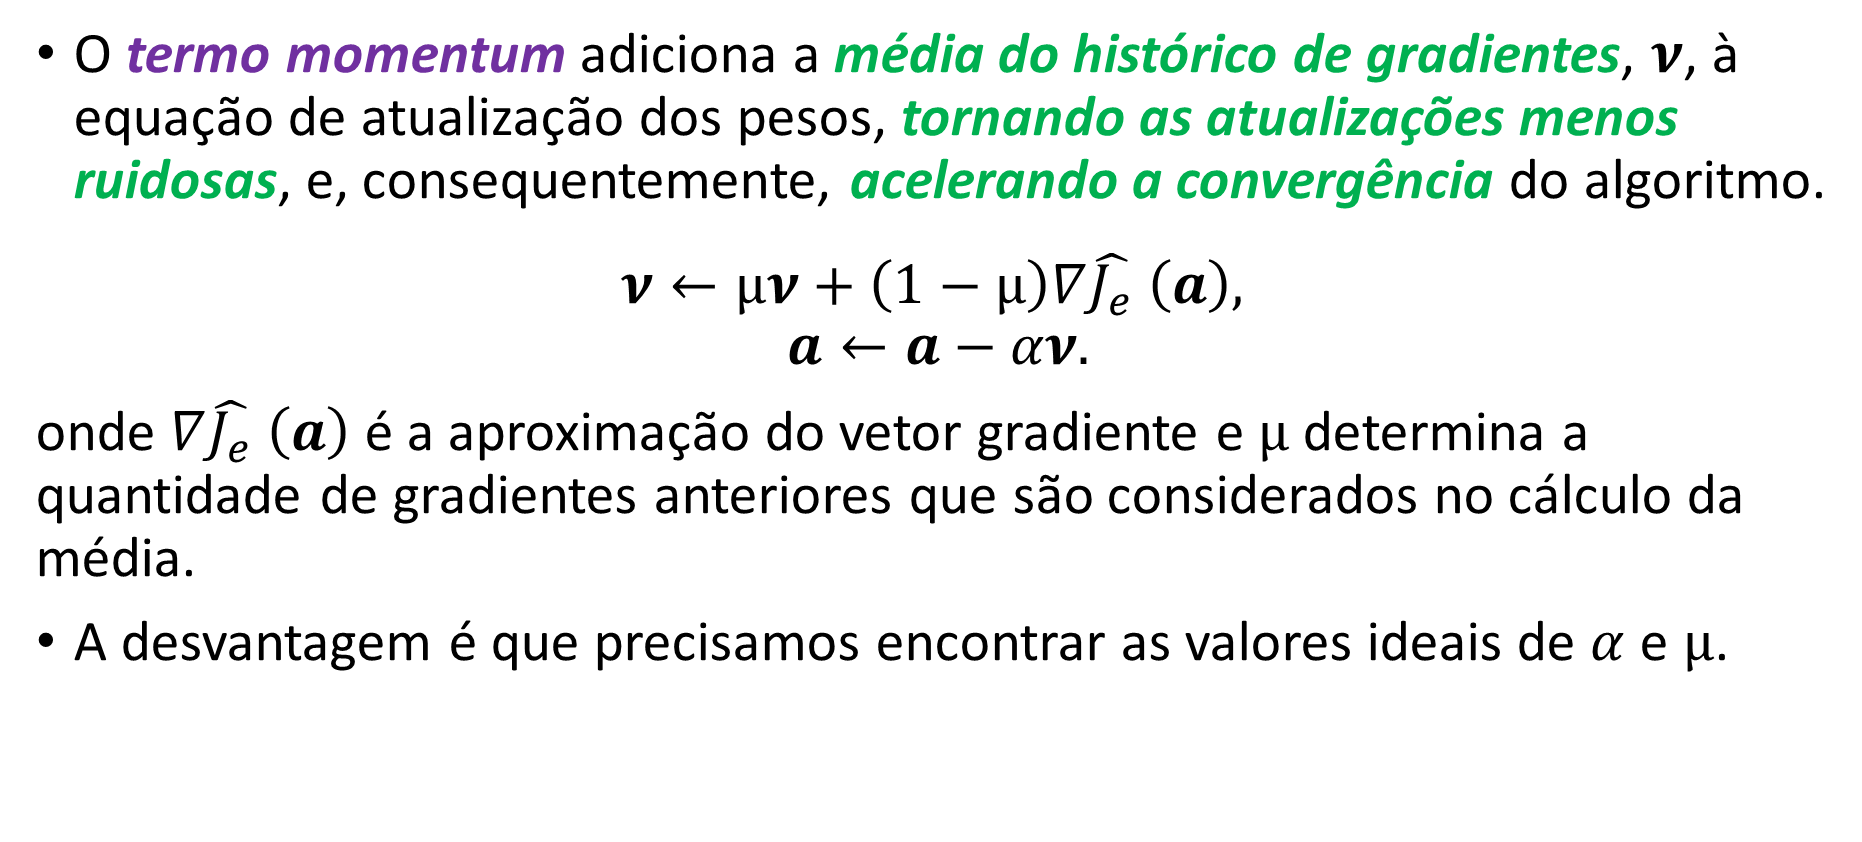 • O termo momentum adiciona a média do histórico de gradientes, 𝝂, à
equação de atualização dos pesos, tornando as atualizações menos
ruidosas, e, consequentemente, acelerando a convergência do algoritmo.
𝝂 ← μ𝝂 + (1 − μ)∇Ĵₑ (𝒂),
𝒂 ← 𝒂 − α𝝂.
onde ∇Ĵₑ (𝒂) é a aproximação do vetor gradiente e μ determina a
quantidade de gradientes anteriores que são considerados no cálculo da
média.
• A desvantagem é que precisamos encontrar as valores ideais de α e μ.